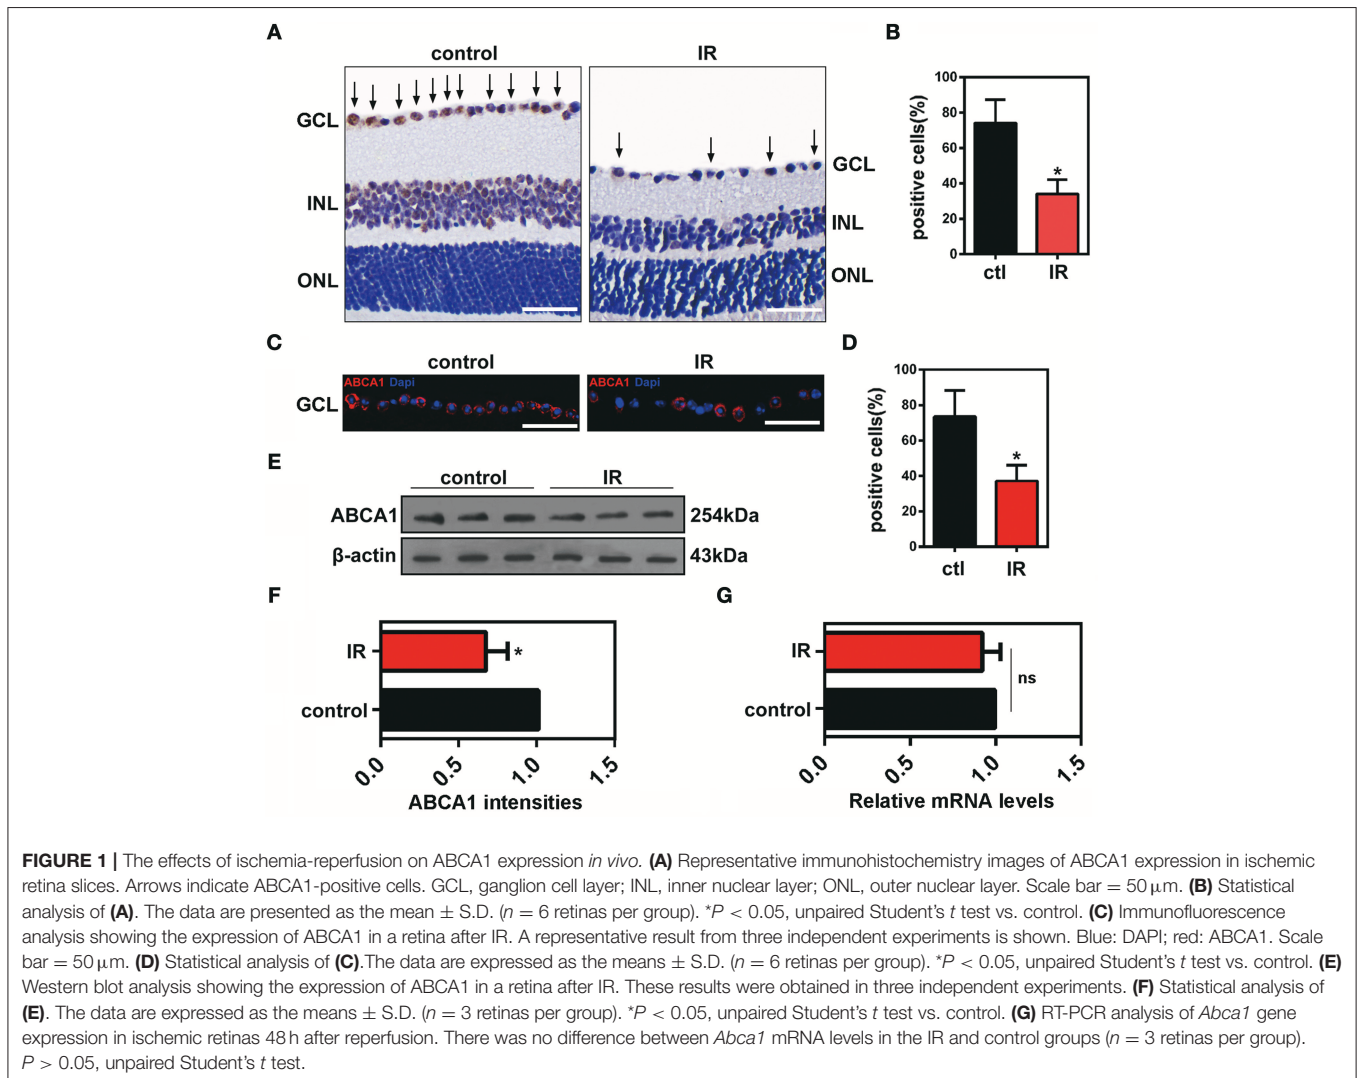 A
control
IR
GCL
INL
ONL
GCL
INL
ONL
B
positive cells(%)
100
80
60
40
20
0
*
ctl
IR
C
control
IR
GCL
ABCA1 Dapi
ABCA1 Dapi
D
positive cells(%)
100
80
60
40
20
0
*
ctl
IR
E
control
IR
ABCA1
254kDa
β-actin
43kDa
F
IR
*
control
0.0
0.5
1.0
1.5
ABCA1 intensities
G
IR
ns
control
0.0
0.5
1.0
1.5
Relative mRNA levels
FIGURE 1 | The effects of ischemia-reperfusion on ABCA1 expression in vivo. (A) Representative immunohistochemistry images of ABCA1 expression in ischemic
retina slices. Arrows indicate ABCA1-positive cells. GCL, ganglion cell layer; INL, inner nuclear layer; ONL, outer nuclear layer. Scale bar = 50 μm. (B) Statistical
analysis of (A). The data are presented as the mean ± S.D. (n = 6 retinas per group). *P < 0.05, unpaired Student's t test vs. control. (C) Immunofluorescence
analysis showing the expression of ABCA1 in a retina after IR. A representative result from three independent experiments is shown. Blue: DAPI; red: ABCA1. Scale
bar = 50 μm. (D) Statistical analysis of (C).The data are expressed as the means ± S.D. (n = 6 retinas per group). *P < 0.05, unpaired Student's t test vs. control. (E)
Western blot analysis showing the expression of ABCA1 in a retina after IR. These results were obtained in three independent experiments. (F) Statistical analysis of
(E). The data are expressed as the means ± S.D. (n = 3 retinas per group). *P < 0.05, unpaired Student's t test vs. control. (G) RT-PCR analysis of Abca1 gene
expression in ischemic retinas 48 h after reperfusion. There was no difference between Abca1 mRNA levels in the IR and control groups (n = 3 retinas per group).
P > 0.05, unpaired Student's t test.